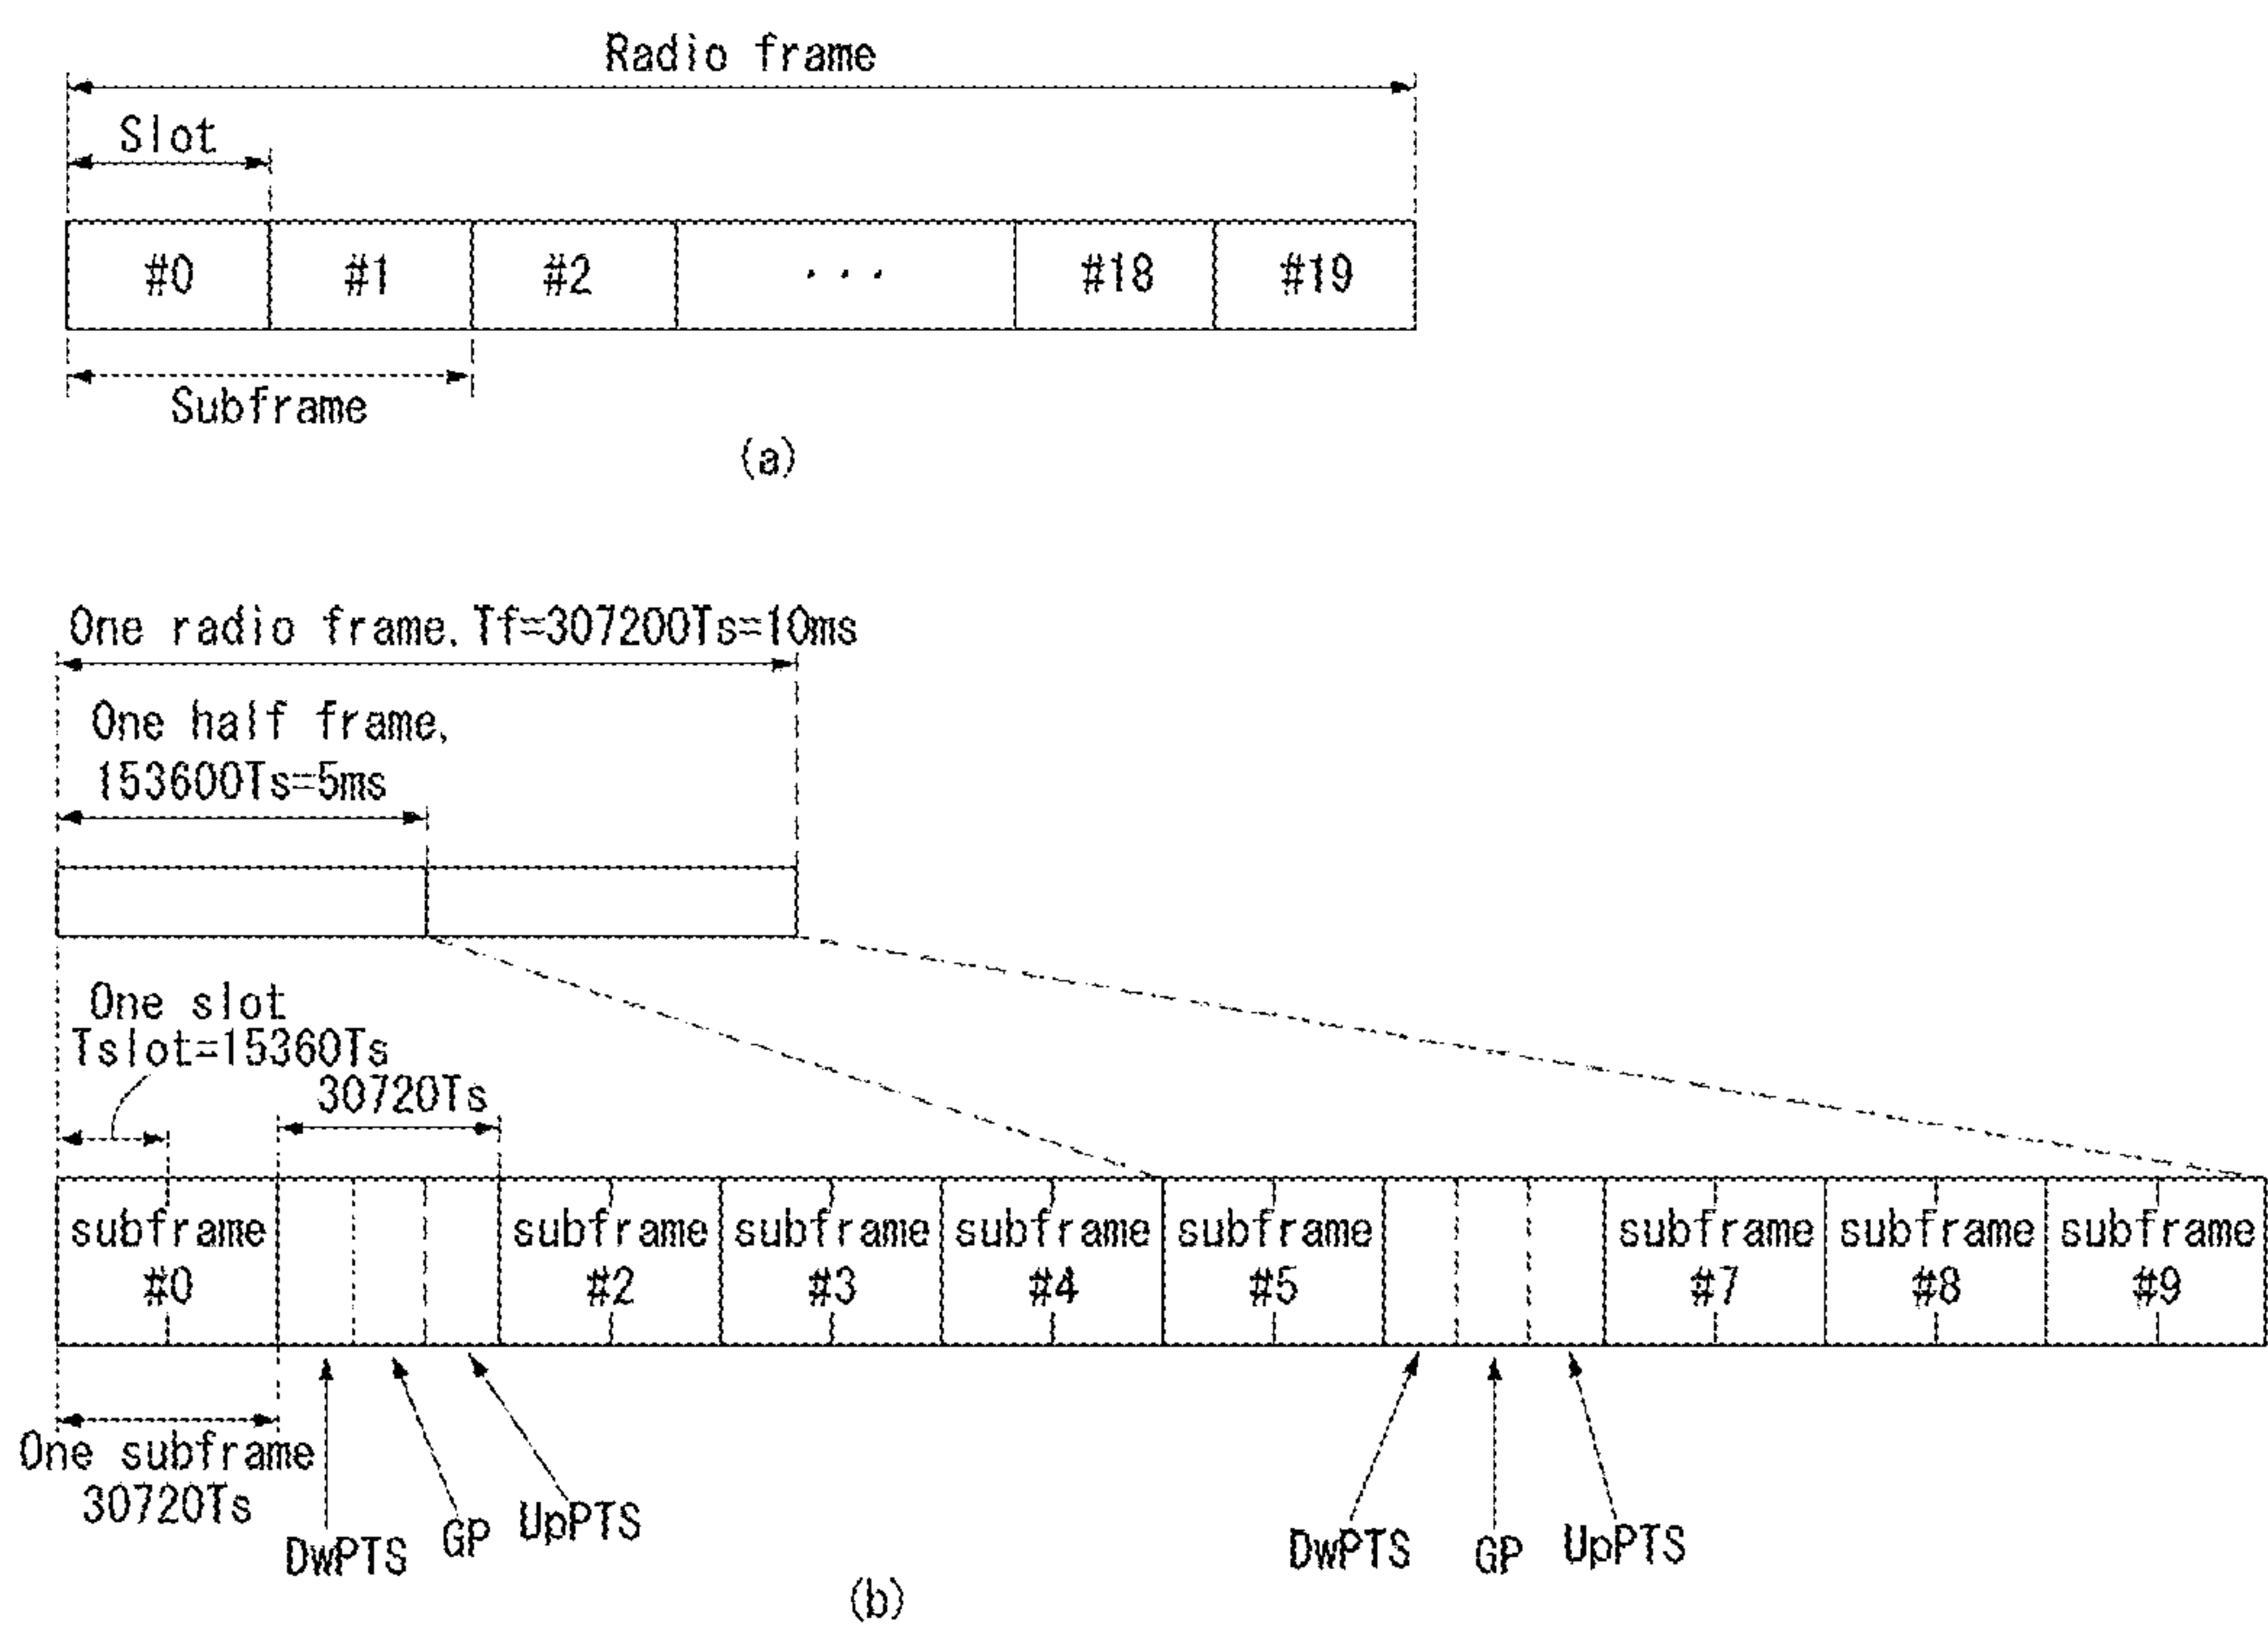 Radio frame
Slot
#0 #1 #2 ... #18 #19
Subframe
(a)
One radio frame, Tf=307200Ts=10ms
One half frame,
153600Ts=5ms
One slot
Tslot=15360Ts
30720Ts
subframe subframe subframe subframe subframe subframe subframe subframe
#0 #2 #3 #4 #5 #7 #8 #9
One subframe
30720Ts
DwPTS GP UpPTS DwPTS GP UpPTS
(b)